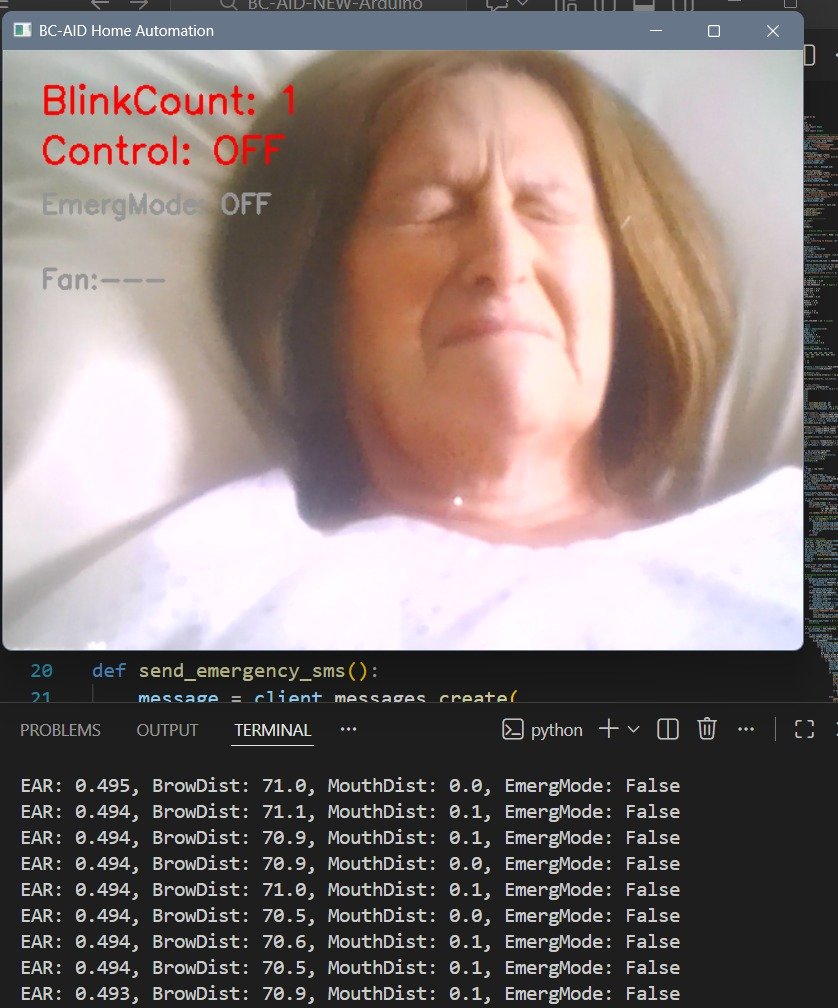 BC-AID-NEW-Arduino
BC-AID Home Automation
BlinkCount: 1
Control: OFF
EmergMode: OFF
Fan:---
20 def send_emergency_sms():
21 message = client.messages.create(
PROBLEMS OUTPUT TERMINAL ··· python ···
EAR: 0.495, BrowDist: 71.0, MouthDist: 0.0, EmergMode: False
EAR: 0.494, BrowDist: 71.1, MouthDist: 0.1, EmergMode: False
EAR: 0.494, BrowDist: 70.9, MouthDist: 0.1, EmergMode: False
EAR: 0.494, BrowDist: 70.9, MouthDist: 0.0, EmergMode: False
EAR: 0.494, BrowDist: 71.0, MouthDist: 0.1, EmergMode: False
EAR: 0.494, BrowDist: 70.5, MouthDist: 0.0, EmergMode: False
EAR: 0.494, BrowDist: 70.6, MouthDist: 0.1, EmergMode: False
EAR: 0.494, BrowDist: 70.5, MouthDist: 0.1, EmergMode: False
EAR: 0.493, BrowDist: 70.9, MouthDist: 0.1, EmergMode: False